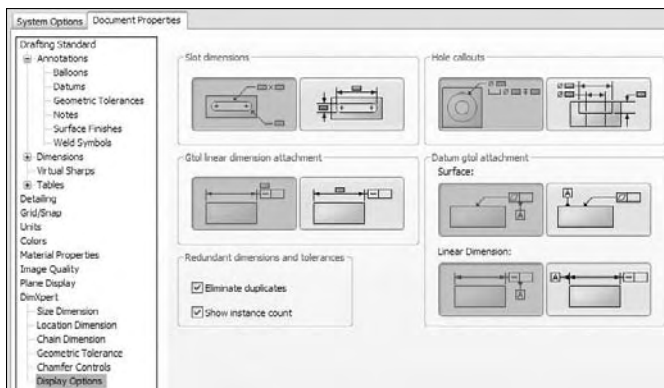 System Options
Document Properties
Drafting Standard
Annotations
Balloons
Datums
Geometric Tolerances
Notes
Surface Finishes
Weld Symbols
Dimensions
Virtual Sharps
Tables
Detailing
Grid/Snap
Units
Colors
Material Properties
Image Quality
Plane Display
DimXpert
Size Dimension
Location Dimension
Chain Dimension
Geometric Tolerance
Chamfer Controls
Display Options
Slot dimensions
Hole callouts
Gtol linear dimension attachment
Datum gtol attachment
Surface:
A
A
Linear Dimension:
A
A
Redundant dimensions and tolerances
Eliminate duplicates
Show instance count